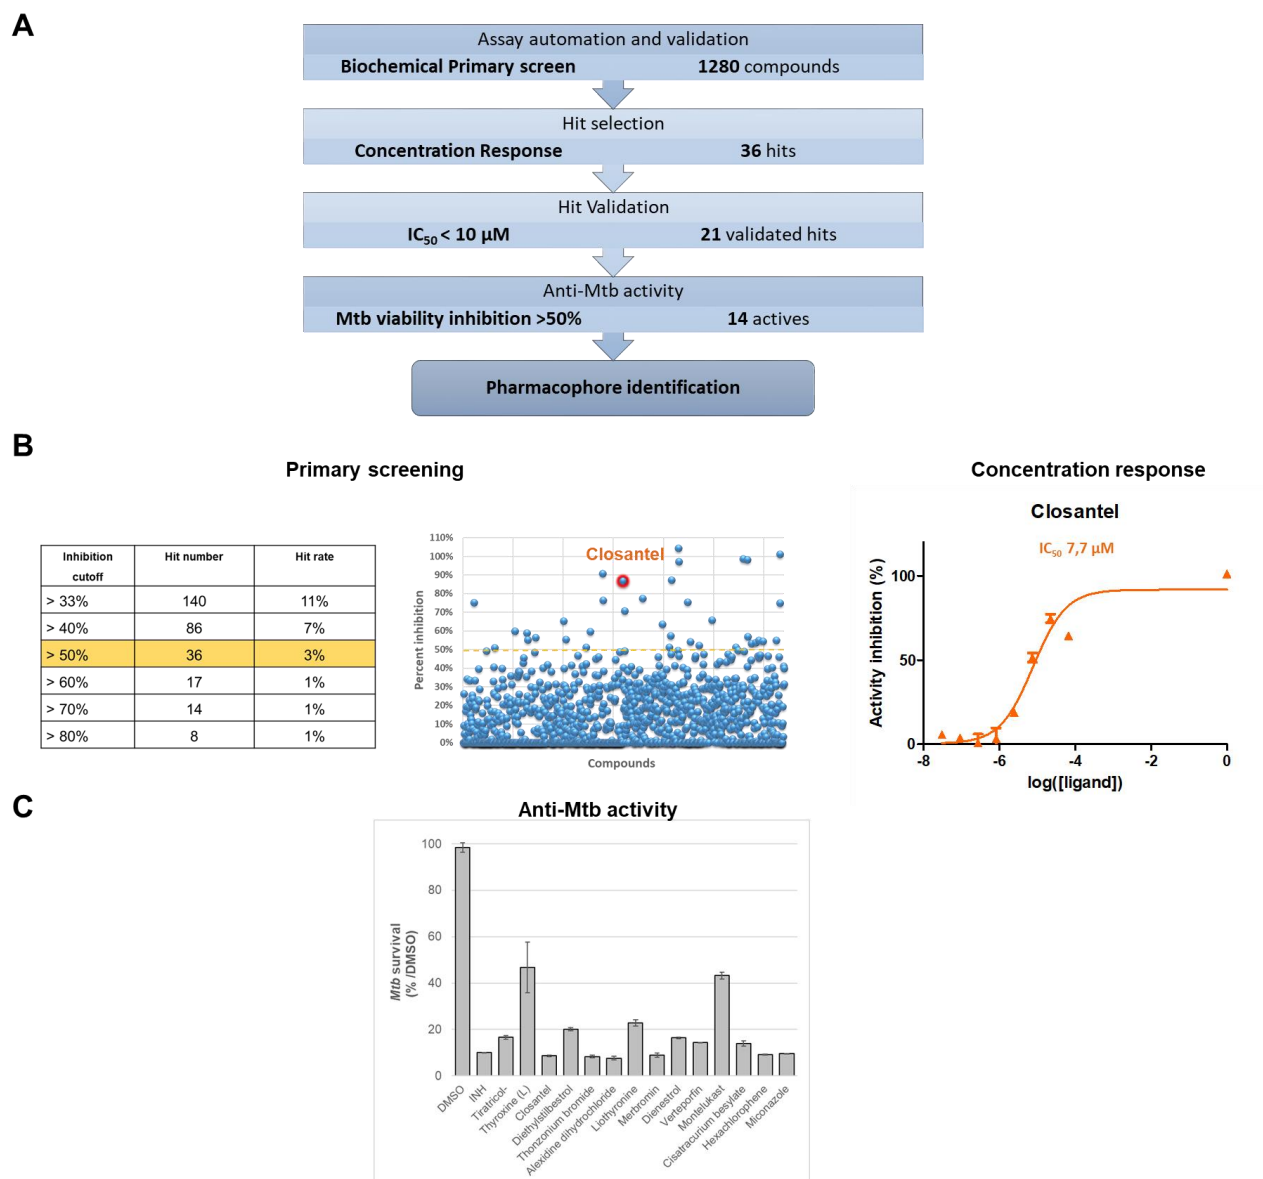 A
Assay automation and validation
Biochemical Primary screen 1280 compounds
Hit selection
Concentration Response 36 hits
Hit Validation
IC50 < 10 µM 21 validated hits
Anti-Mtb activity
Mtb viability inhibition >50% 14 actives
Pharmacophore identification
B
Primary screening
Inhibition cutoff Hit number Hit rate
> 33% 140 11%
> 40% 86 7%
> 50% 36 3%
> 60% 17 1%
> 70% 14 1%
> 80% 8 1%
Percent inhibition
110%
100%
90%
80%
70%
60%
50%
40%
30%
20%
10%
0%
Closantel
Compounds
Concentration response
Closantel
IC50 7,7 µM
Activity inhibition (%)
100
50
0
-8 -6 -4 -2 0
log([ligand])
C
Anti-Mtb activity
Mtb survival
(% /DMSO)
100
80
60
40
20
0
DMSO
INH
Tiratricol-
Thyroxine (L)
Closantel
Diethylstilbestrol
Thonzonium bromide
Alexidine dihydrochloride
Liothyronine
Merbromin
Dienestrol
Verteporfin
Montelukast
Cisatracurium besylate
Hexachlorophene
Miconazole